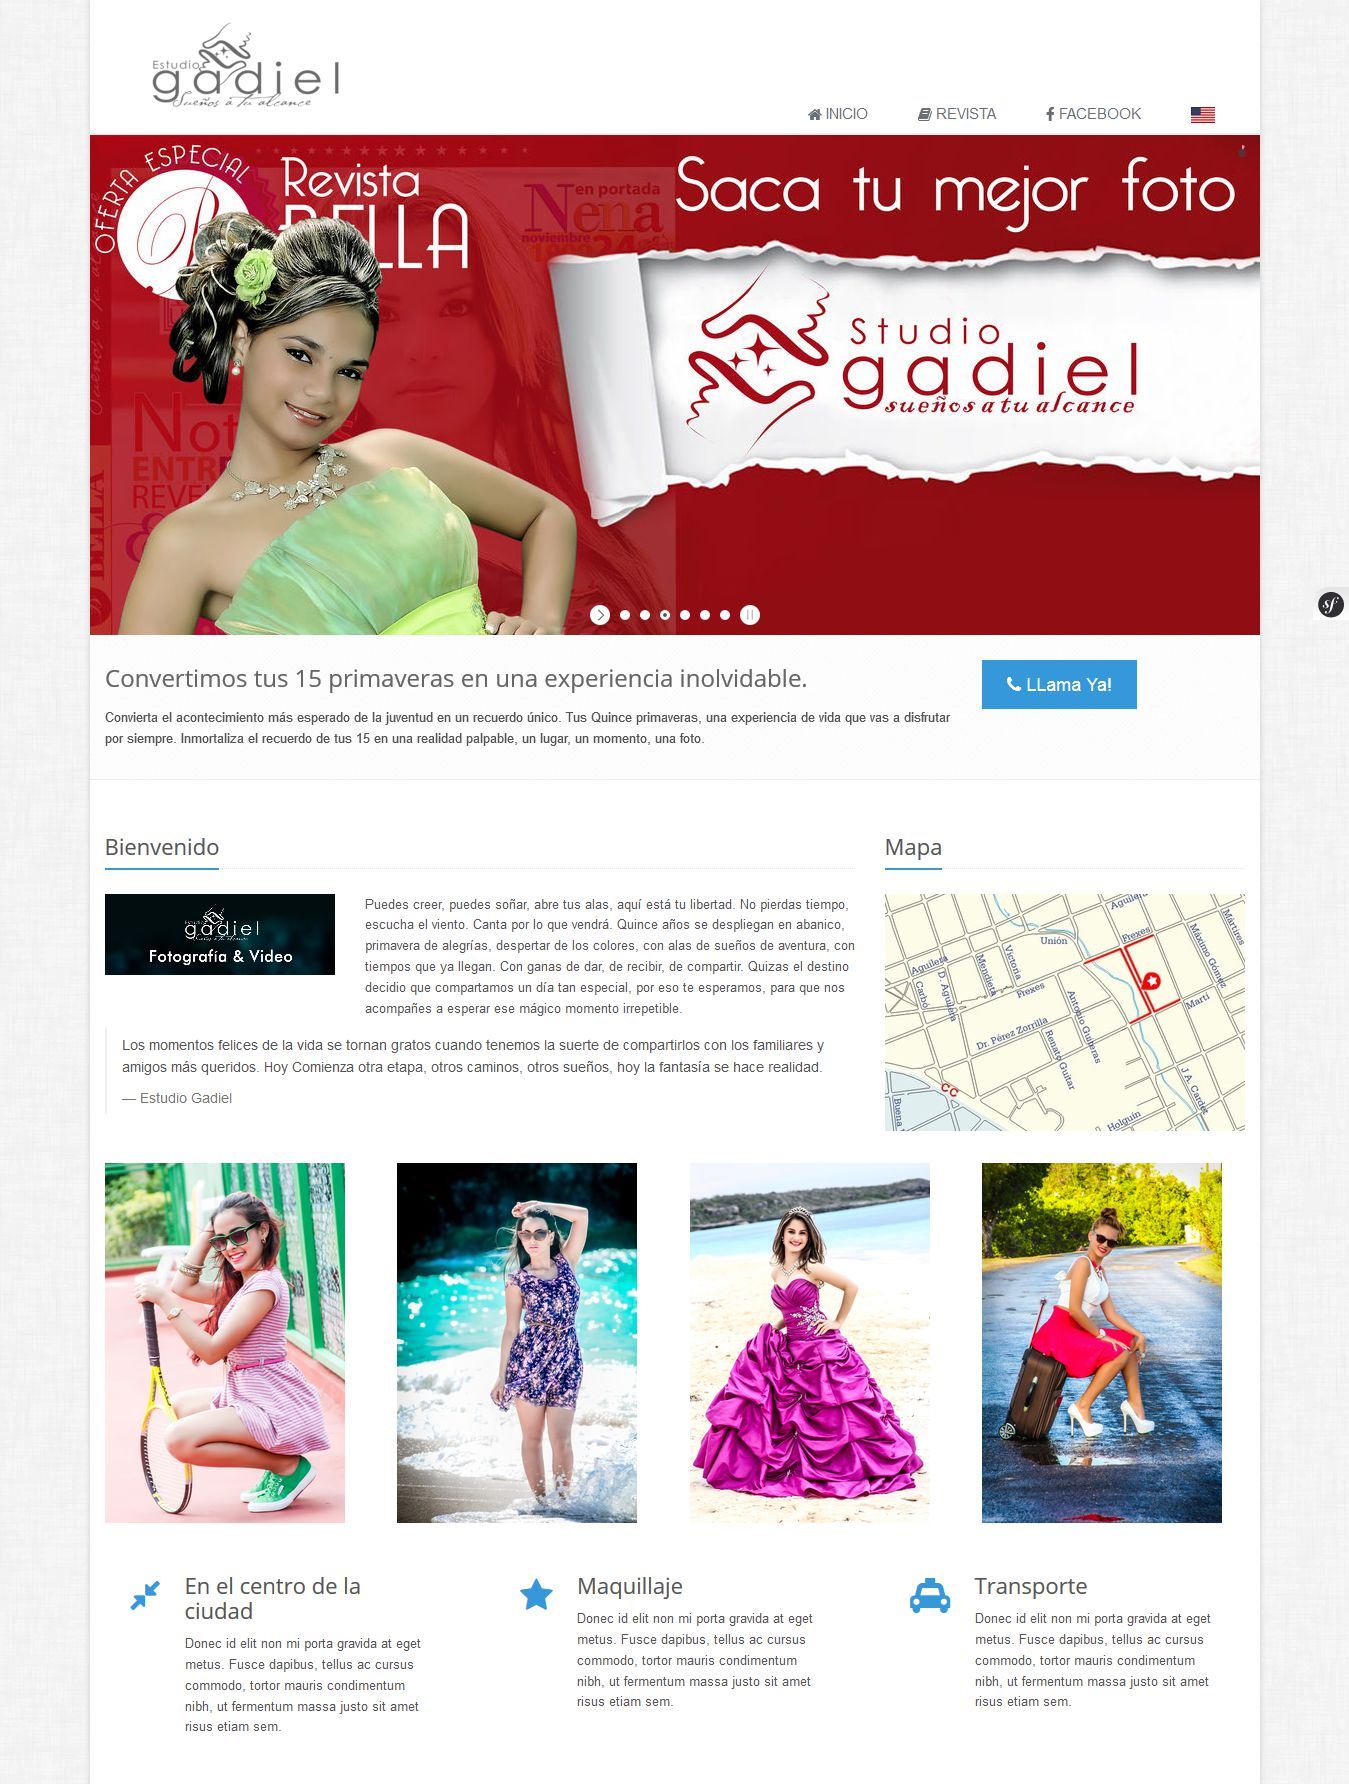 Estudio
gadiel
Sueños a tu alcance
INICIO
REVISTA
FACEBOOK
OFERTA ESPECIAL
Revista
BELLA
en portada
Nena
noviembre
Saca tu mejor foto
Studio
gadiel
sueños a tu alcance
ENTRE
sf
Convertimos tus 15 primaveras en una experiencia inolvidable.
LLama Ya!
Convierta el acontecimiento más esperado de la juventud en un recuerdo único. Tus Quince primaveras, una experiencia de vida que vas a disfrutar
por siempre. Inmortaliza el recuerdo de tus 15 en una realidad palpable, un lugar, un momento, una foto.
Bienvenido
gadiel
Fotografía & Video
Puedes creer, puedes soñar, abre tus alas, aquí está tu libertad. No pierdas tiempo,
escucha el viento. Canta por lo que vendrá. Quince años se despliegan en abanico,
primavera de alegrías, despertar de los colores, con alas de sueños de aventura, con
tiempos que ya llegan. Con ganas de dar, de recibir, de compartir. Quizas el destino
decidio que compartamos un día tan especial, por eso te esperamos, para que nos
acompañes a esperar ese mágico momento irrepetible.
Los momentos felices de la vida se tornan gratos cuando tenemos la suerte de compartirlos con los familiares y
amigos más queridos. Hoy Comienza otra etapa, otros caminos, otros sueños, hoy la fantasía se hace realidad.
— Estudio Gadiel
Mapa
Aguilera
Mártires
Frexes
Unión
Máximo Gómez
Victoria
Mendieta
Aguilera
D. Aguilera
Carbó
Frexes
Martí
Antonio Guiteras
Dr. Pérez Zorrilla
Renato Guitar
J. A. Cardet
CC
Holguín
Buena
En el centro de la
ciudad
Donec id elit non mi porta gravida at eget
metus. Fusce dapibus, tellus ac cursus
commodo, tortor mauris condimentum
nibh, ut fermentum massa justo sit amet
risus etiam sem.
Maquillaje
Donec id elit non mi porta gravida at eget
metus. Fusce dapibus, tellus ac cursus
commodo, tortor mauris condimentum
nibh, ut fermentum massa justo sit amet
risus etiam sem.
Transporte
Donec id elit non mi porta gravida at eget
metus. Fusce dapibus, tellus ac cursus
commodo, tortor mauris condimentum
nibh, ut fermentum massa justo sit amet
risus etiam sem.